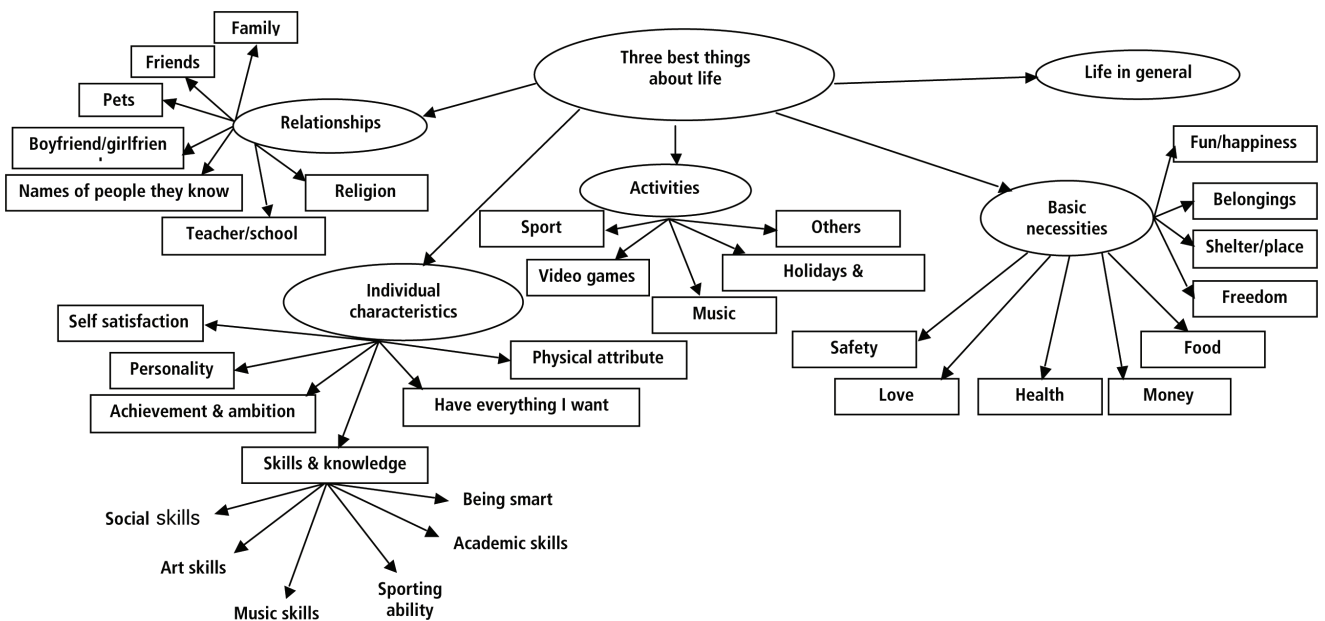 Three best things
about life
Life in general
Relationships
Family
Friends
Pets
Boyfriend/girlfrien
Names of people they know
Teacher/school
Religion
Individual
characteristics
Self satisfaction
Personality
Achievement & ambition
Skills & knowledge
Have everything I want
Physical attribute
Social skills
Art skills
Music skills
Sporting
ability
Academic skills
Being smart
Activities
Sport
Video games
Music
Holidays &
Others
Basic
necessities
Fun/happiness
Belongings
Shelter/place
Freedom
Food
Money
Health
Love
Safety